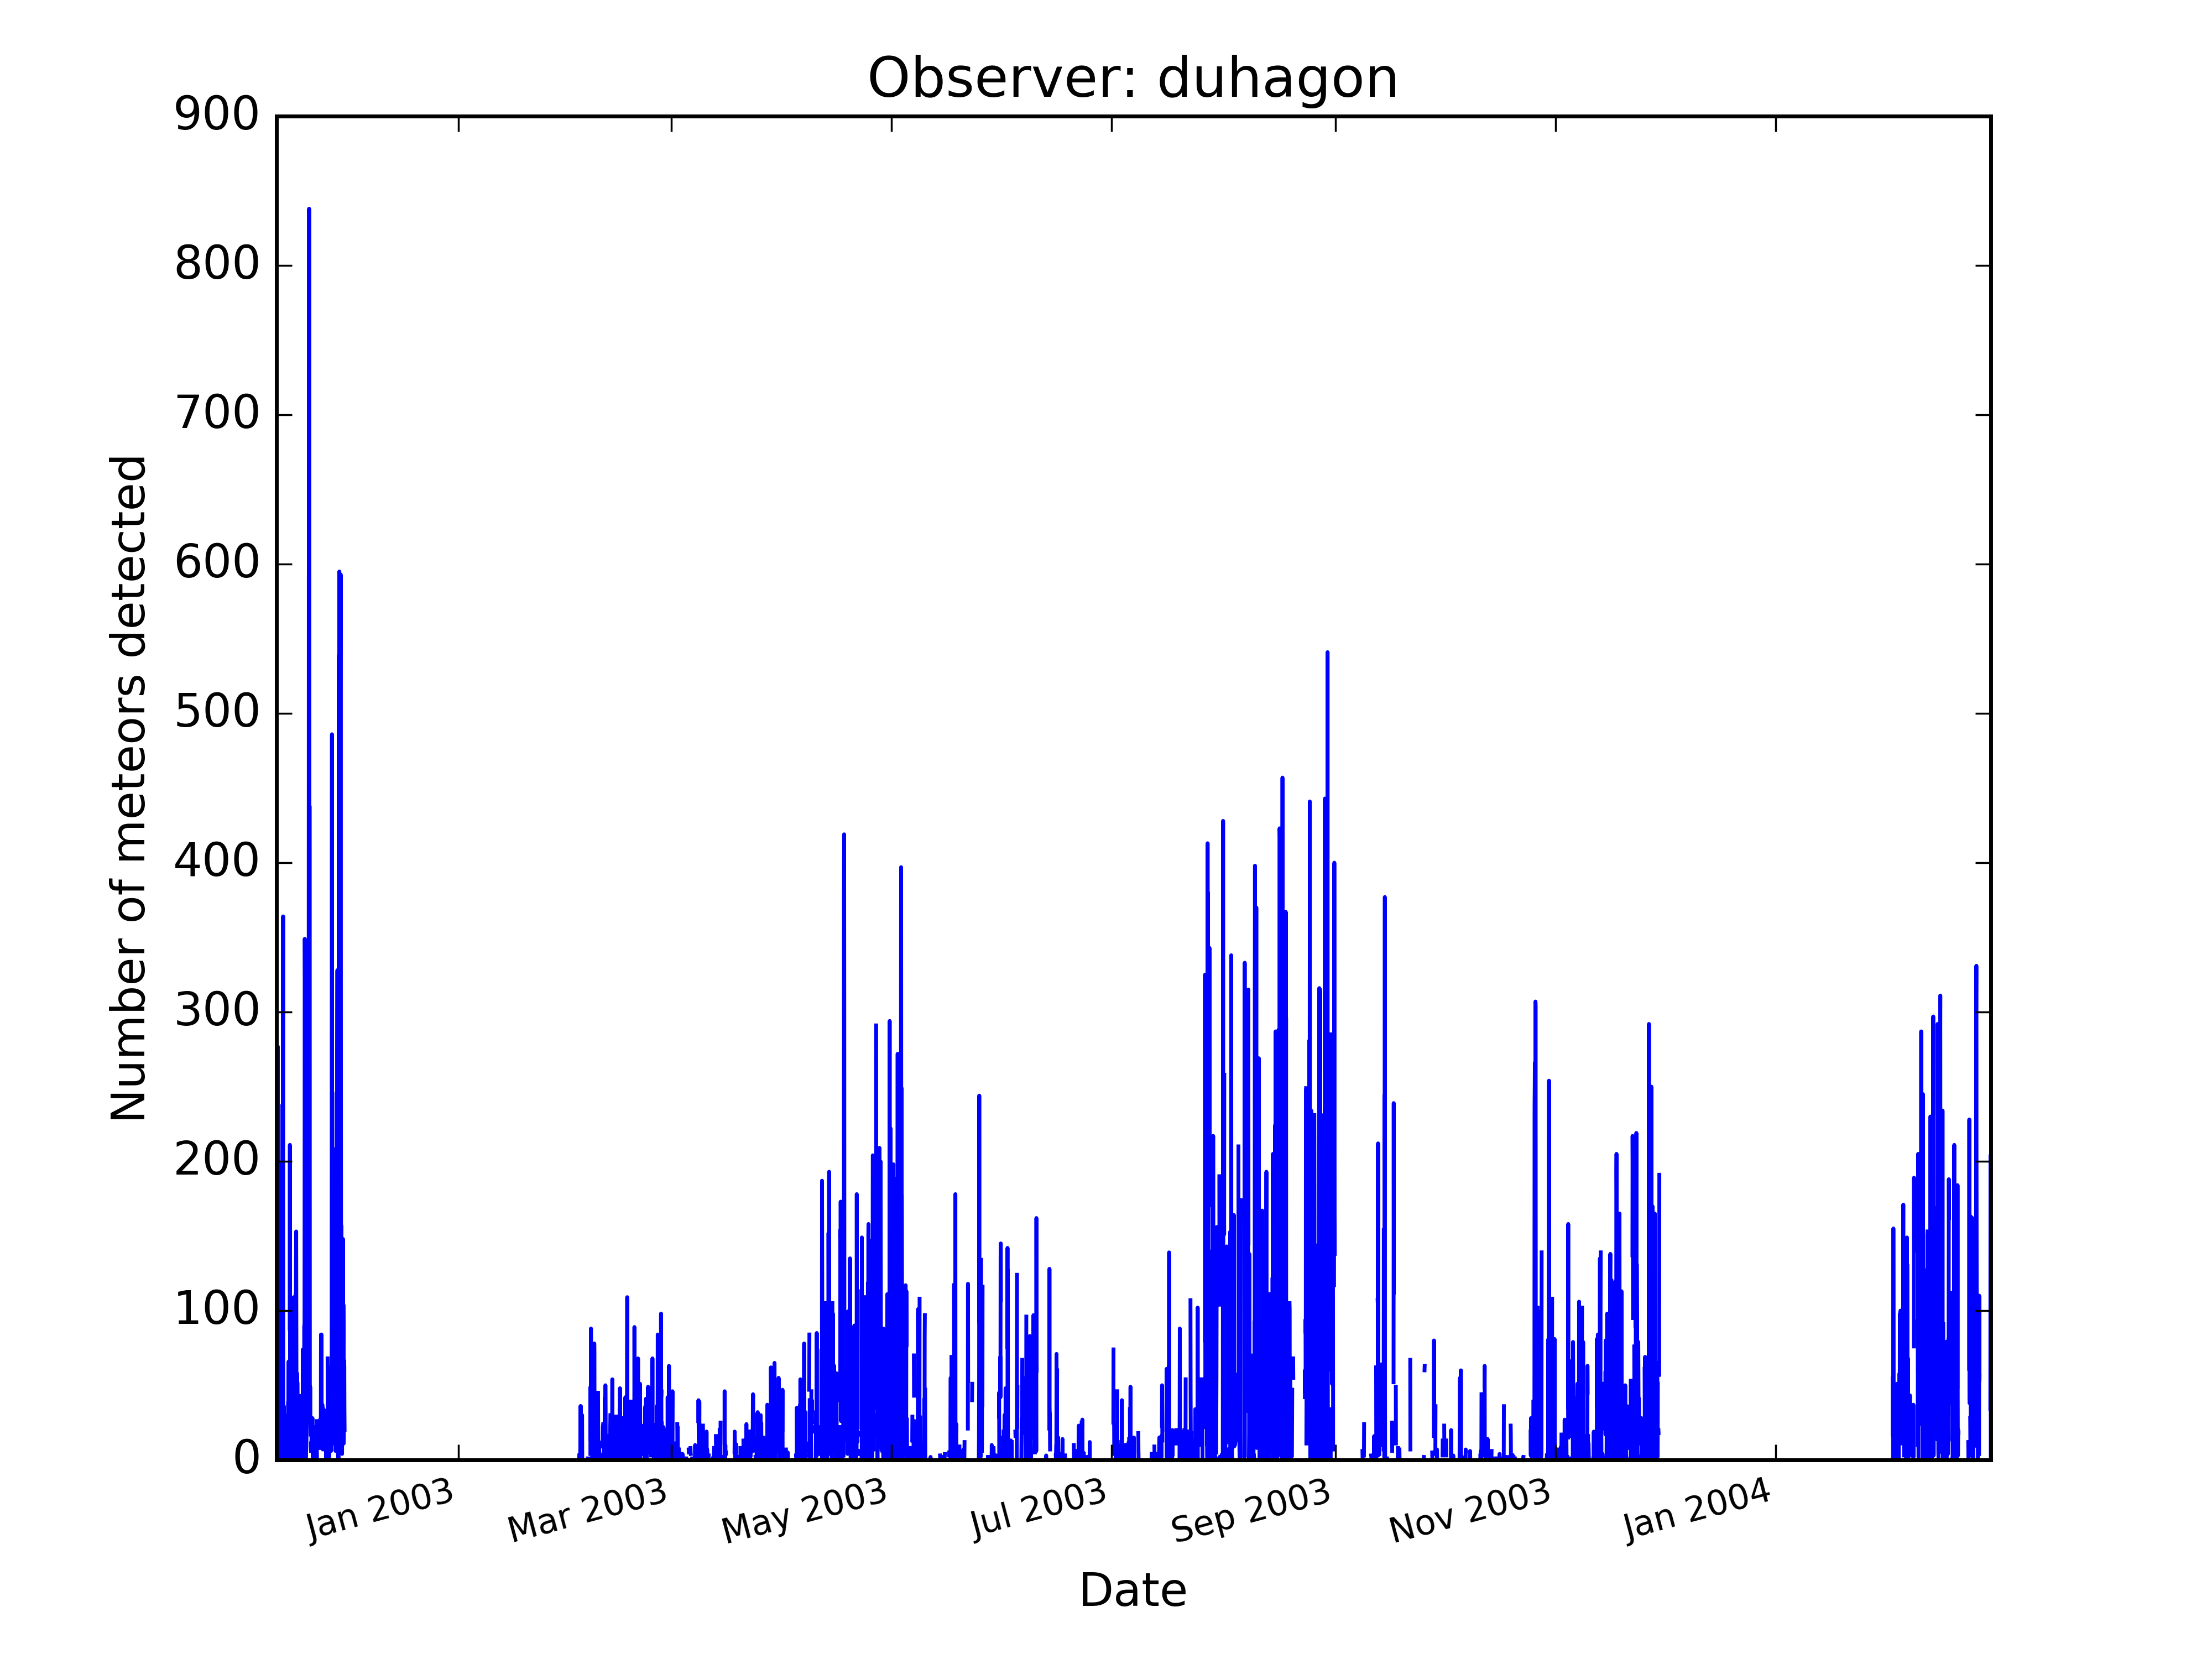 Observer: duhagon
900
800
700
600
500
400
300
200
100
0
Number of meteors detected
Jan 2003
Mar 2003
May 2003
Jul 2003
Sep 2003
Nov 2003
Jan 2004
Date